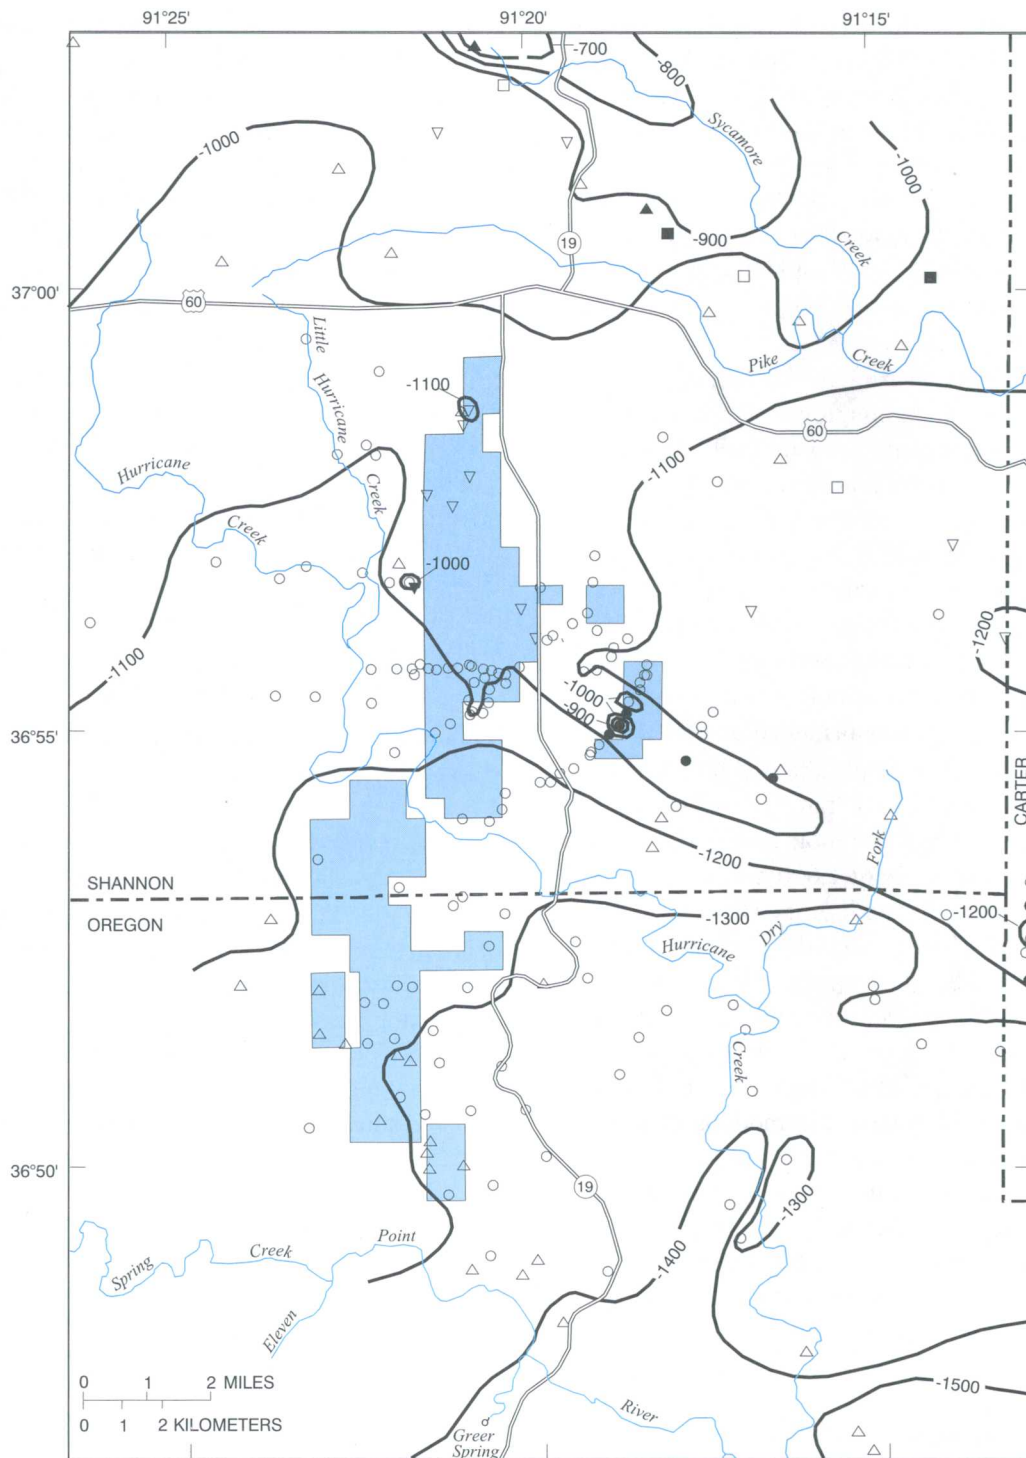 91°25'
91°20'
91°15'
-700
-800
Sycamore
-1000
-1000
-900
Creek
19
37°00'
60
Little
Pike
Creek
Hurricane
-1100
60
-1100
Hurricane
Creek
Creek
-1000
-1200
-1100
-1000
-900
36°55'
CARTER
Fork
-1200
SHANNON
OREGON
-1300
-1200
Dry
Hurricane
Creek
36°50'
19
-1300
Point
Creek
Spring
-1400
Eleven
0 1 2 MILES
0 1 2 KILOMETERS
-1500
River
Greer
Spring